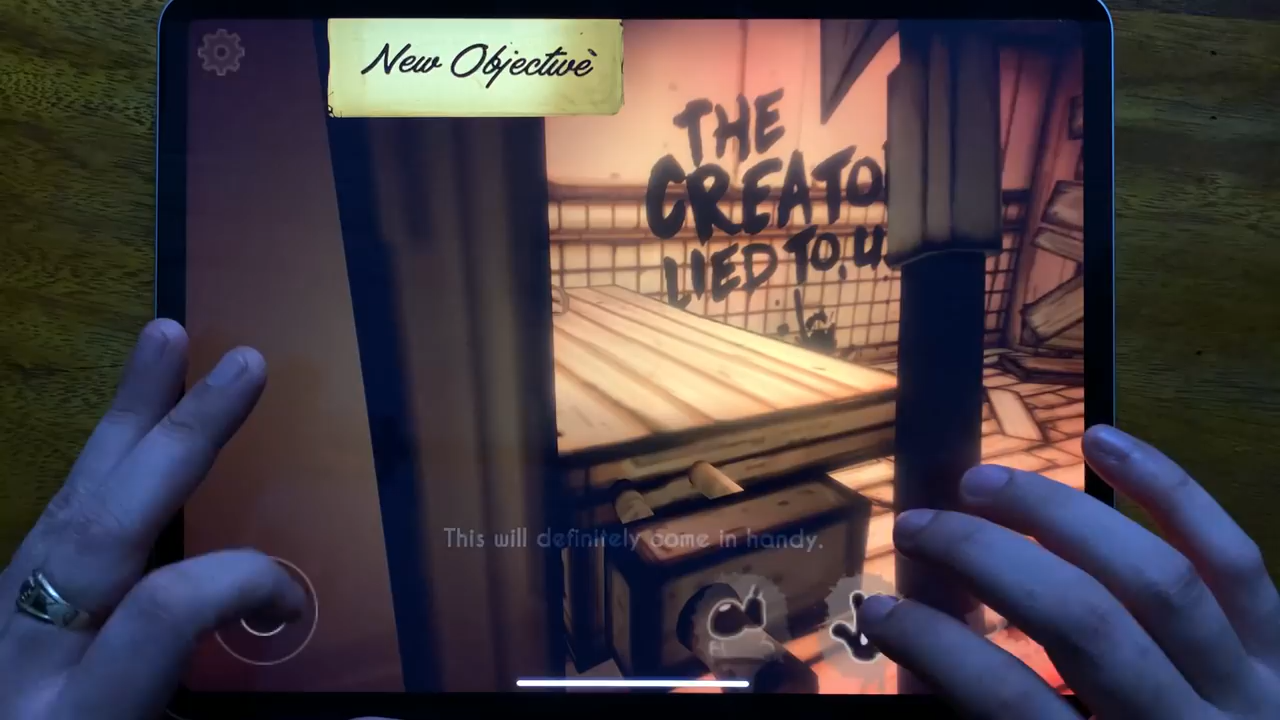 New Objective
THE
CREATO
LIED TO U
This will definitely come in handy.